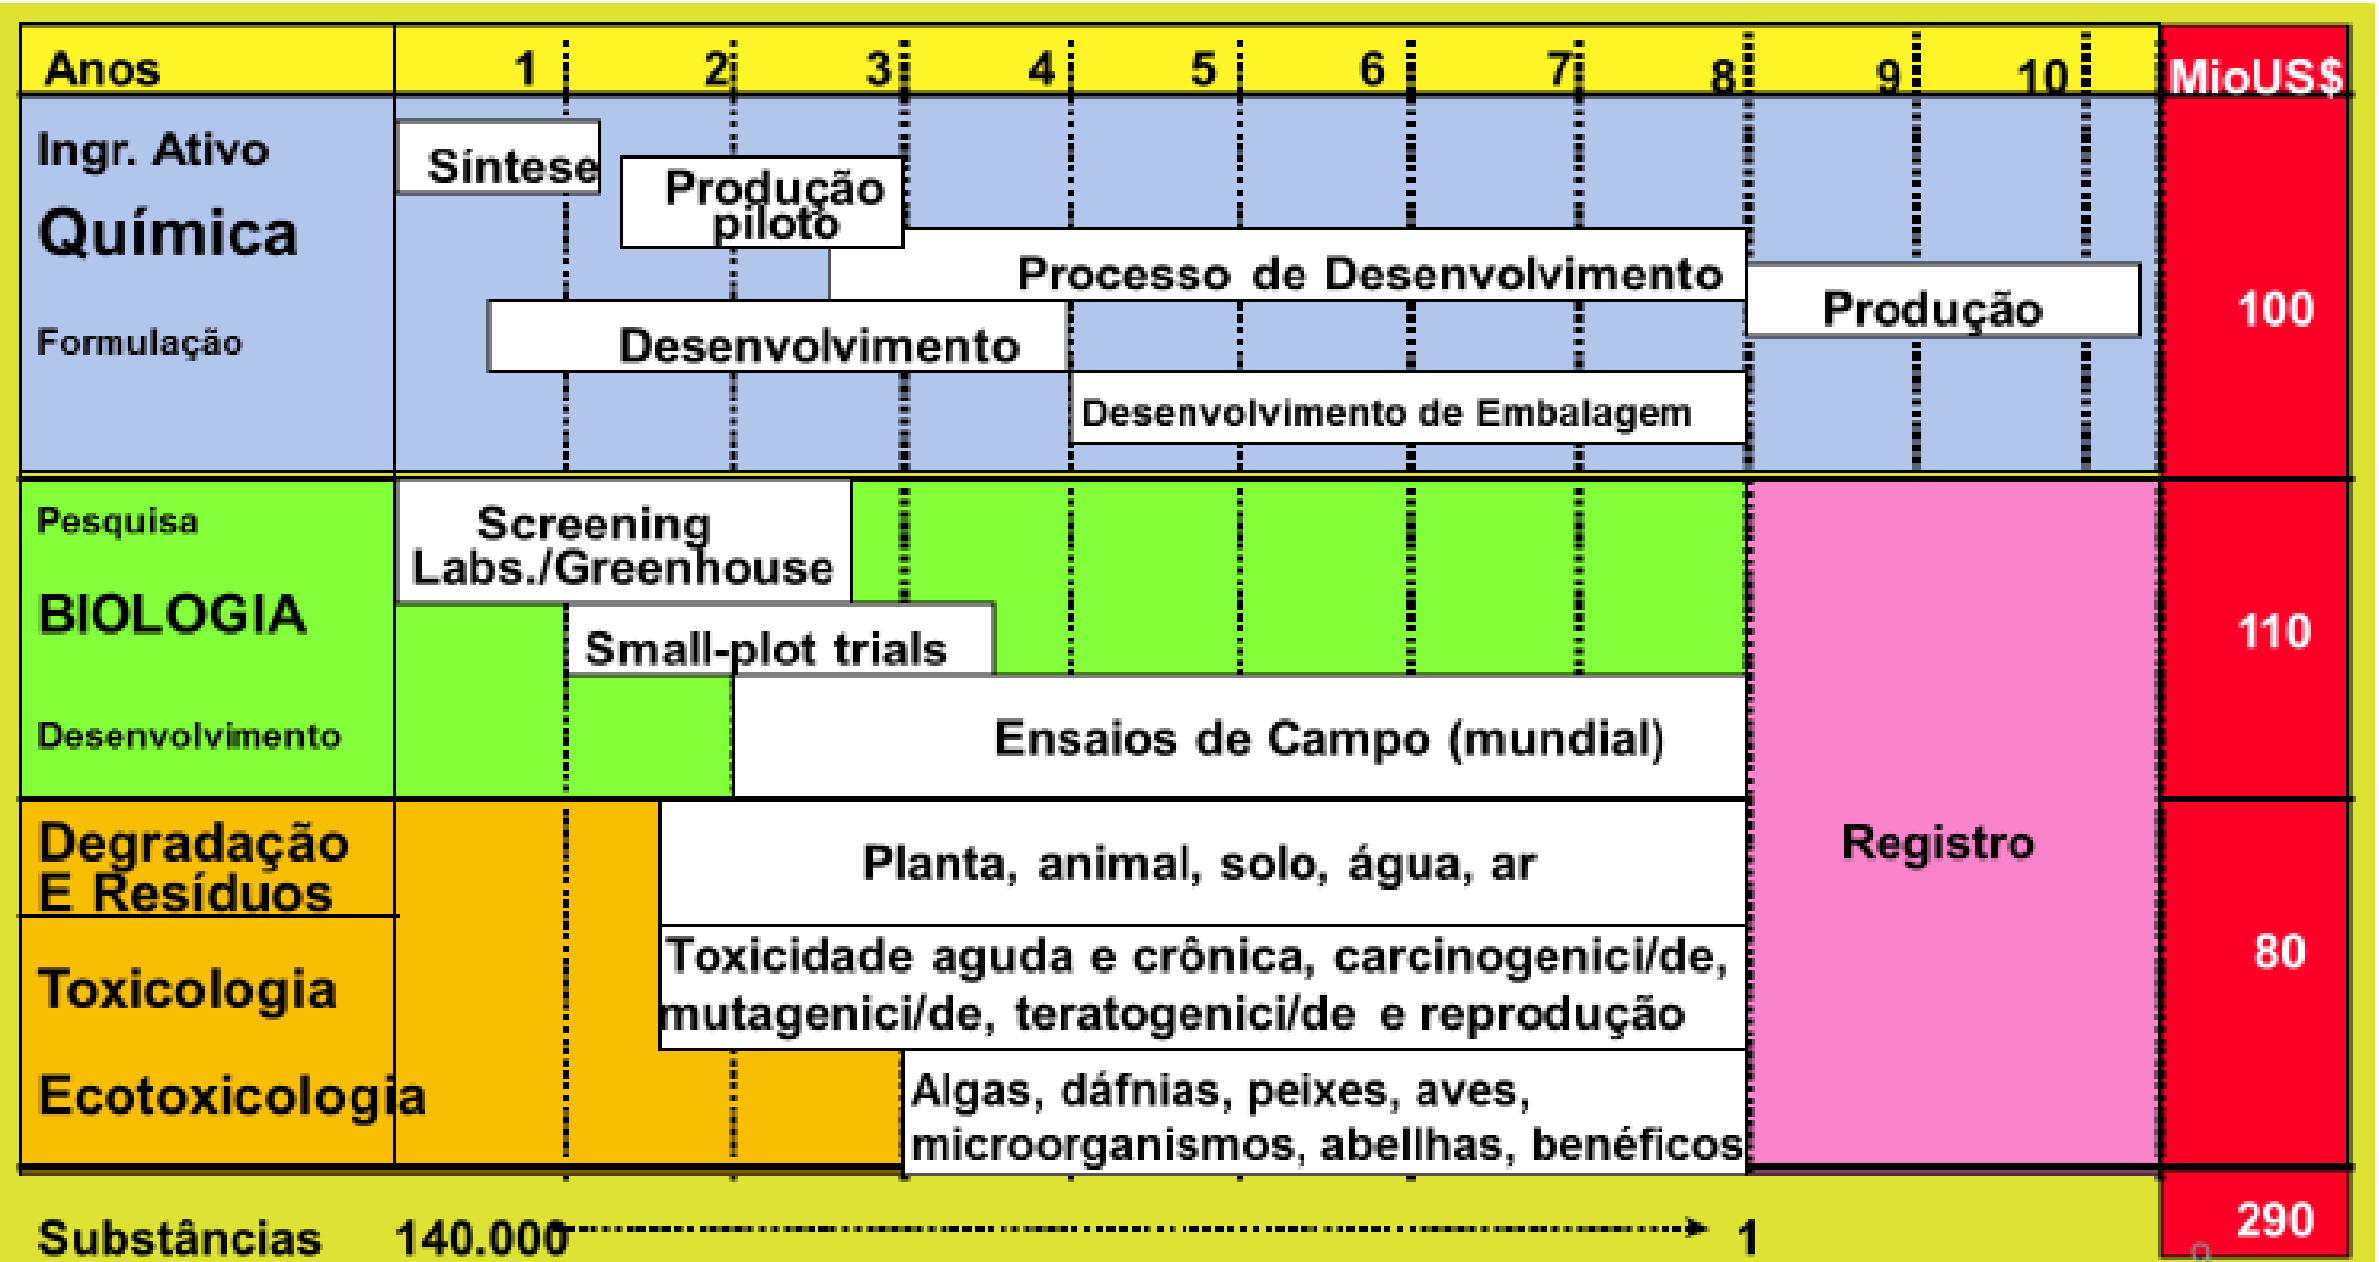 Anos 1 2 3 4 5 6 7 8 9 10 MioUS$
Ingr. Ativo
Síntese
Produção
piloto
Química
Processo de Desenvolvimento
Produção
100
Formulação
Desenvolvimento
Desenvolvimento de Embalagem
Pesquisa
Screening
Labs./Greenhouse
BIOLOGIA
110
Small-plot trials
Desenvolvimento
Ensaios de Campo (mundial)
Degradação
E Resíduos
Planta, animal, solo, água, ar
Registro
Toxicologia
Toxicidade aguda e crônica, carcinogenici/de,
mutagenici/de, teratogenici/de e reprodução
80
Ecotoxicologia
Algas, dáfnias, peixes, aves,
microorganismos, abellhas, benéficos
Substâncias 140.000 1 290